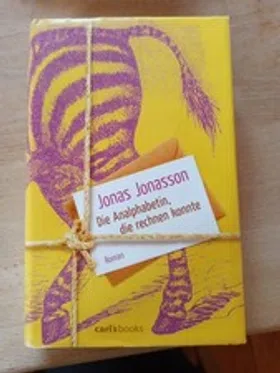 Jonas Jonasson
Die Analphabetin,
die rechnen konnte
Roman
carl's books